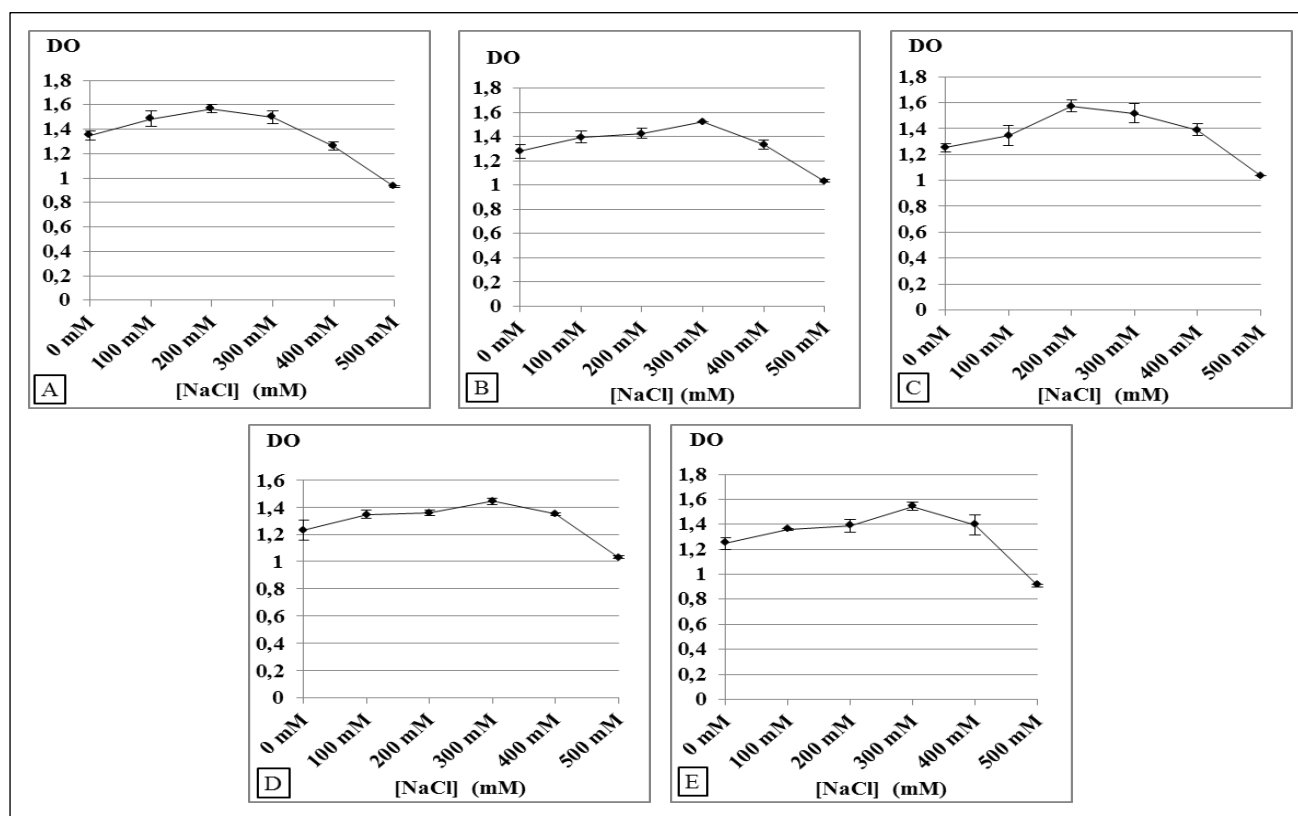 DO
1,8
1,6
1,4
1,2
1
0,8
0,6
0,4
0,2
0
0 mM
100 mM
200 mM
300 mM
400 mM
500 mM
[NaCl] (mM)
A
DO
1,8
1,6
1,4
1,2
1
0,8
0,6
0,4
0,2
0
0 mM
100 mM
200 mM
300 mM
400 mM
500 mM
[NaCl] (mM)
B
DO
1,8
1,6
1,4
1,2
1
0,8
0,6
0,4
0,2
0
0 mM
100 mM
200 mM
300 mM
400 mM
500 mM
[NaCl] (mM)
C
DO
1,6
1,4
1,2
1
0,8
0,6
0,4
0,2
0
0 mM
100 mM
200 mM
300 mM
400 mM
500 mM
[NaCl] (mM)
D
DO
1,8
1,6
1,4
1,2
1
0,8
0,6
0,4
0,2
0
0 mM
100 mM
200 mM
300 mM
400 mM
500 mM
[NaCl] (mM)
E